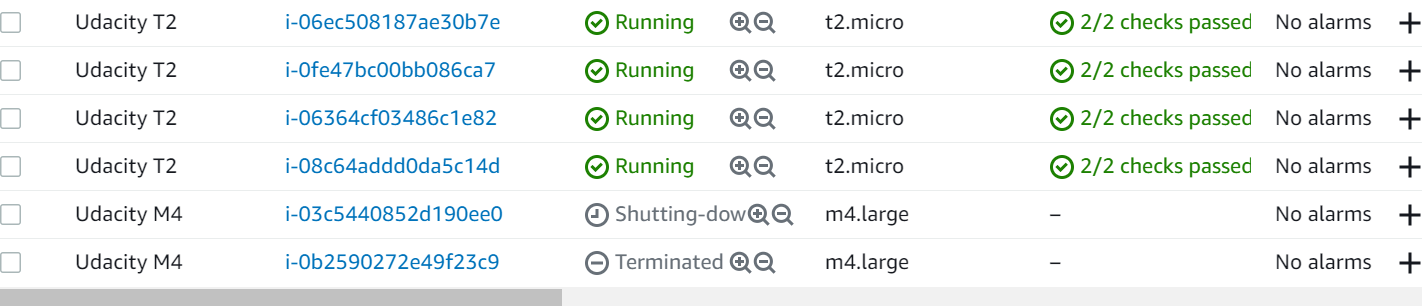 Udacity T2 i-06ec508187ae30b7e Running t2.micro 2/2 checks passed No alarms +
Udacity T2 i-0fe47bc00bb086ca7 Running t2.micro 2/2 checks passed No alarms +
Udacity T2 i-06364cf03486c1e82 Running t2.micro 2/2 checks passed No alarms +
Udacity T2 i-08c64addd0da5c14d Running t2.micro 2/2 checks passed No alarms +
Udacity M4 i-03c5440852d190ee0 Shutting-dow m4.large – No alarms +
Udacity M4 i-0b2590272e49f23c9 Terminated m4.large – No alarms +